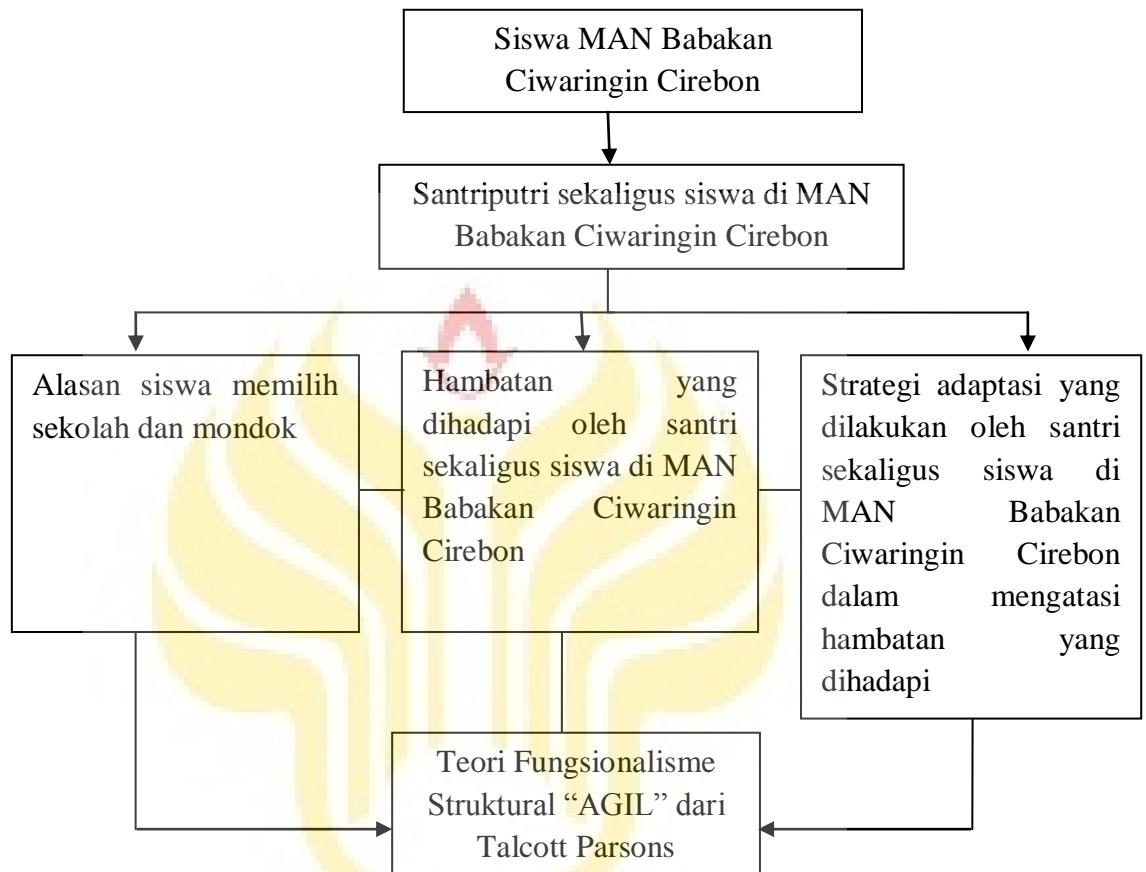 Siswa MAN Babakan
Ciwaringin Cirebon
Santriputri sekaligus siswa di MAN
Babakan Ciwaringin Cirebon
Alasan siswa memilih
sekolah dan mondok
Hambatan yang
dihadapi oleh santri
sekaligus siswa di MAN
Babakan Ciwaringin
Cirebon
Strategi adaptasi yang
dilakukan oleh santri
sekaligus siswa di
MAN Babakan
Ciwaringin Cirebon
dalam mengatasi
hambatan yang
dihadapi
Teori Fungsionalisme
Struktural “AGIL” dari
Talcott Parsons